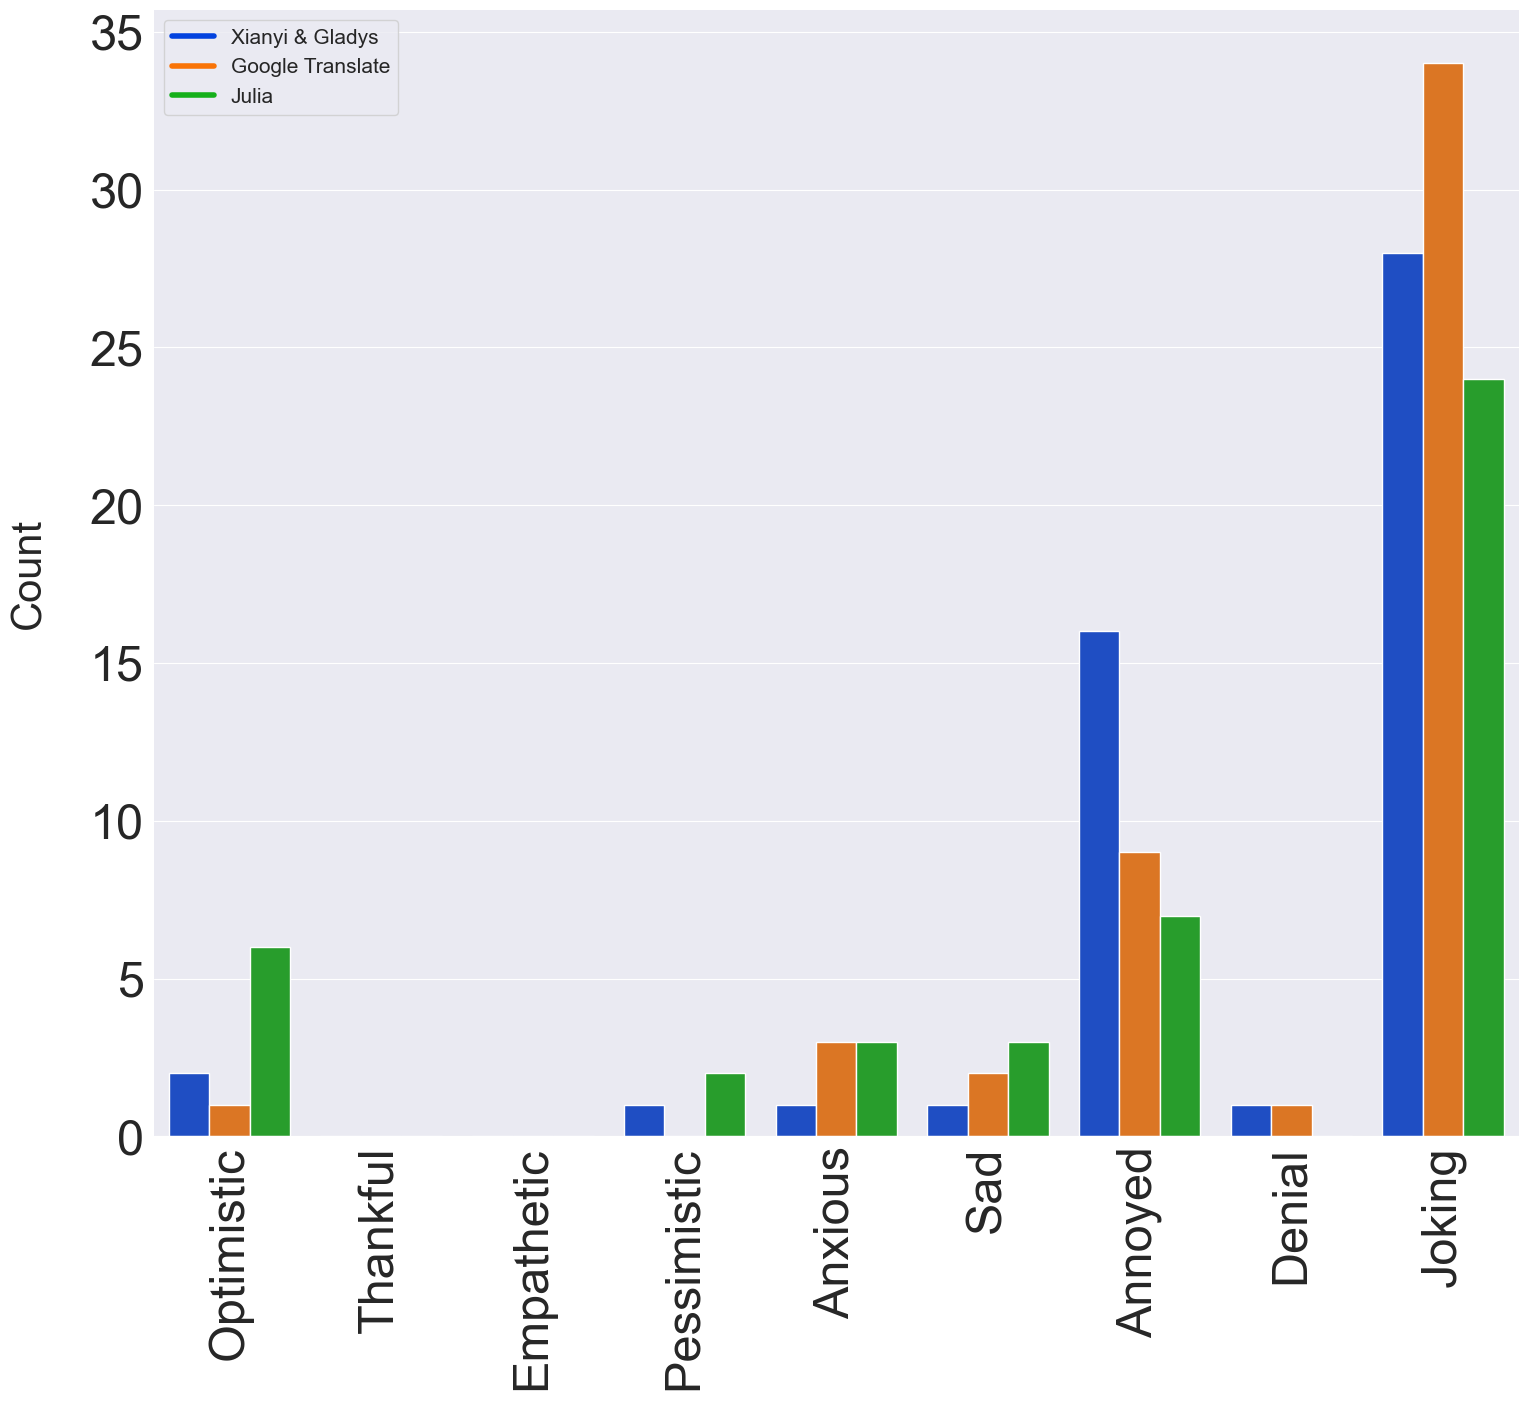 Xianyi & Gladys
Google Translate
Julia
35
30
25
20
15
10
5
0
Count
Optimistic
Thankful
Empathetic
Pessimistic
Anxious
Sad
Annoyed
Denial
Joking